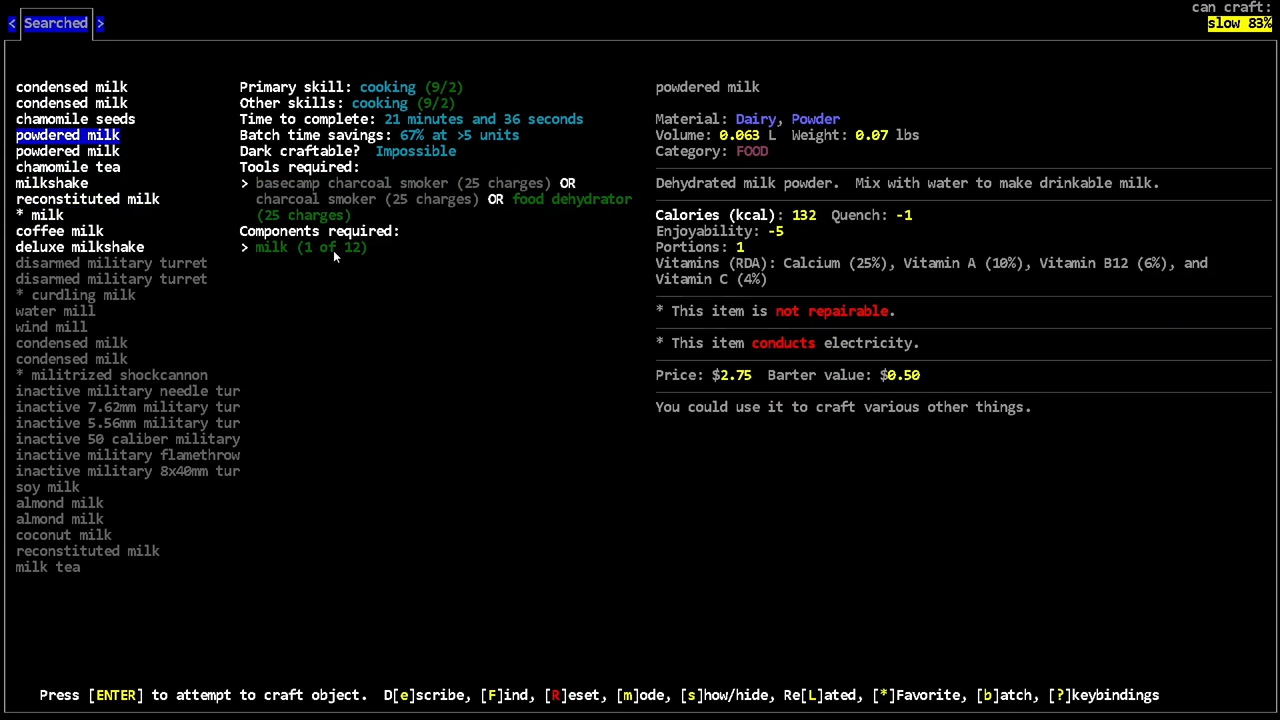 can craft:
< Searched > slow 83%
condensed milk
condensed milk
chamomile seeds
powdered milk
powdered milk
chamomile tea
milkshake
reconstituted milk
* milk
coffee milk
deluxe milkshake
disarmed military turret
disarmed military turret
* curdling milk
water mill
wind mill
condensed milk
condensed milk
* militrized shockcannon
inactive military needle tur
inactive 7.62mm military tur
inactive 5.56mm military tur
inactive 50 caliber military
inactive military flamethrow
inactive military 8x40mm tur
soy milk
almond milk
almond milk
coconut milk
reconstituted milk
milk tea
Primary skill: cooking (9/2)
Other skills: cooking (9/2)
Time to complete: 21 minutes and 36 seconds
Batch time savings: 67% at >5 units
Dark craftable? Impossible
Tools required:
> basecamp charcoal smoker (25 charges) OR
charcoal smoker (25 charges) OR food dehydrator
(25 charges)
Components required:
> milk (1 of 12)
powdered milk
Material: Dairy, Powder
Volume: 0.063 L Weight: 0.07 lbs
Category: FOOD
Dehydrated milk powder. Mix with water to make drinkable milk.
Calories (kcal): 132 Quench: -1
Enjoyability: -5
Portions: 1
Vitamins (RDA): Calcium (25%), Vitamin A (10%), Vitamin B12 (6%), and
Vitamin C (4%)
* This item is not repairable.
* This item conducts electricity.
Price: $2.75 Barter value: $0.50
You could use it to craft various other things.
Press [ENTER] to attempt to craft object. D[e]scribe, [F]ind, [R]eset, [m]ode, [s]how/hide, Re[L]ated, [*]Favorite, [b]atch, [?]keybindings